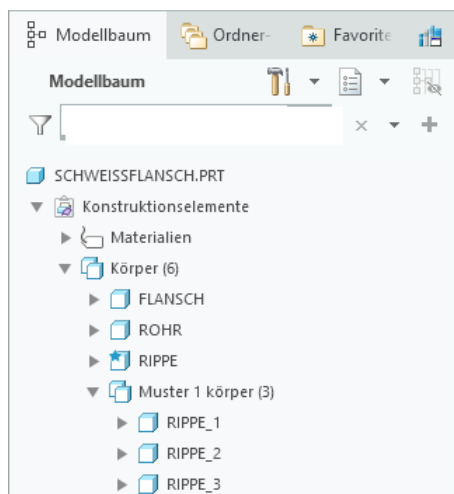 Modellbaum Ordner- Favorite
Modellbaum
SCHWEISSFLANSCH.PRT
Konstruktionselemente
Materialien
Körper (6)
FLANSCH
ROHR
RIPPE
Muster 1 körper (3)
RIPPE_1
RIPPE_2
RIPPE_3